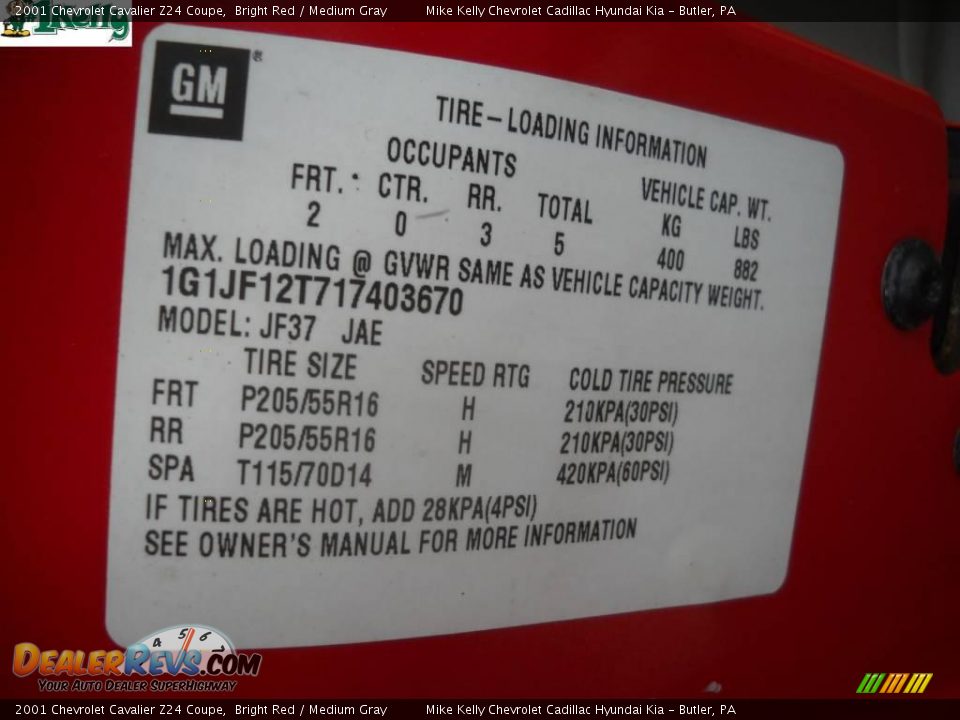 2001 Chevrolet Cavalier Z24 Coupe, Bright Red / Medium Gray Mike Kelly Chevrolet Cadillac Hyundai Kia - Butler, PA
GM ®
TIRE-LOADING INFORMATION
OCCUPANTS VEHICLE CAP. WT.
FRT. CTR. RR. TOTAL KG LBS
2 0 3 5 400 882
MAX. LOADING @ GVWR SAME AS VEHICLE CAPACITY WEIGHT.
1G1JF12T717403670
MODEL: JF37 JAE
TIRE SIZE SPEED RTG COLD TIRE PRESSURE
FRT P205/55R16 H 210KPA(30PSI)
RR P205/55R16 H 210KPA(30PSI)
SPA T115/70D14 M 420KPA(60PSI)
IF TIRES ARE HOT, ADD 28KPA(4PSI)
SEE OWNER'S MANUAL FOR MORE INFORMATION
4 5 6 7
DEALERREVS.COM
Your Auto Dealer SuperHighway
2001 Chevrolet Cavalier Z24 Coupe, Bright Red / Medium Gray Mike Kelly Chevrolet Cadillac Hyundai Kia - Butler, PA